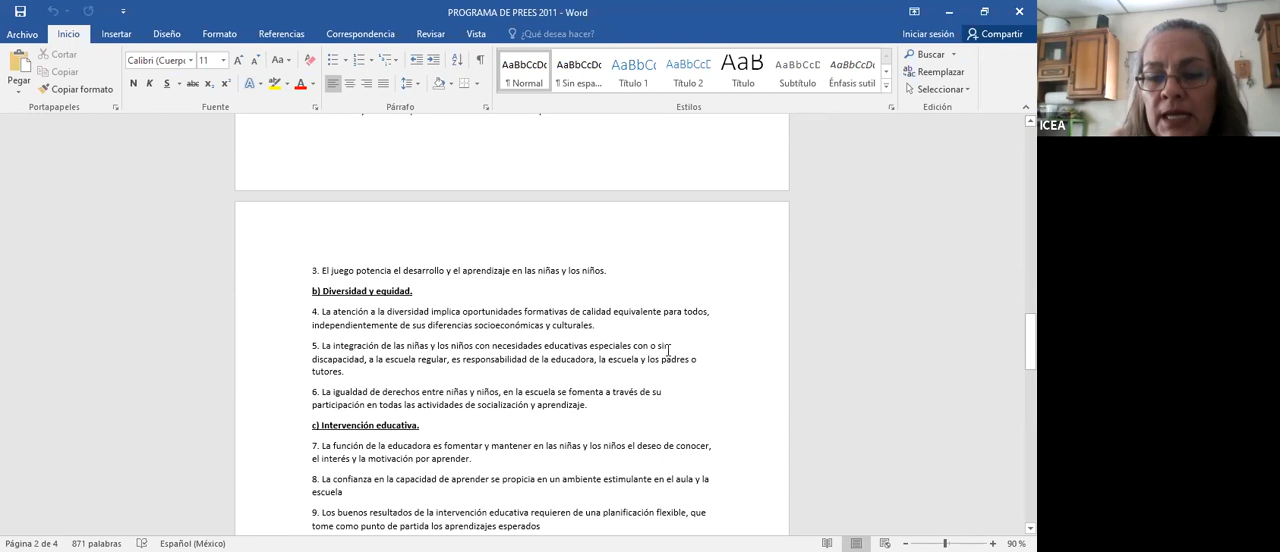 PROGRAMA DE PREES 2011 - Word
Archivo Inicio Insertar Diseño Formato Referencias Correspondencia Revisar Vista ¿Qué desea hacer? Iniciar sesión Compartir
Pegar
Cortar
Copiar
Copiar formato
Portapapeles
Calibri (Cuerpo 11
N K S abc X₂ X²
Fuente
Párrafo
AaBbCcDc AaBbCcDc AaBbCc AaBbCcD AaB AaBbCcD AaBbCcDc
¶ Normal ¶ Sin espa... Título 1 Título 2 Título Subtítulo Énfasis sutil
Estilos
Buscar
Reemplazar
Seleccionar
Edición
ICEA
3. El juego potencia el desarrollo y el aprendizaje en las niñas y los niños.
b) Diversidad y equidad.
4. La atención a la diversidad implica oportunidades formativas de calidad equivalente para todos,
independientemente de sus diferencias socioeconómicas y culturales.
5. La integración de las niñas y los niños con necesidades educativas especiales con o sin
discapacidad, a la escuela regular, es responsabilidad de la educadora, la escuela y los padres o
tutores.
6. La igualdad de derechos entre niñas y niños, en la escuela se fomenta a través de su
participación en todas las actividades de socialización y aprendizaje.
c) Intervención educativa.
7. La función de la educadora es fomentar y mantener en las niñas y los niños el deseo de conocer,
el interés y la motivación por aprender.
8. La confianza en la capacidad de aprender se propicia en un ambiente estimulante en el aula y la
escuela
9. Los buenos resultados de la intervención educativa requieren de una planificación flexible, que
tome como punto de partida los aprendizajes esperados
Página 2 de 4 871 palabras Español (México) 90 %